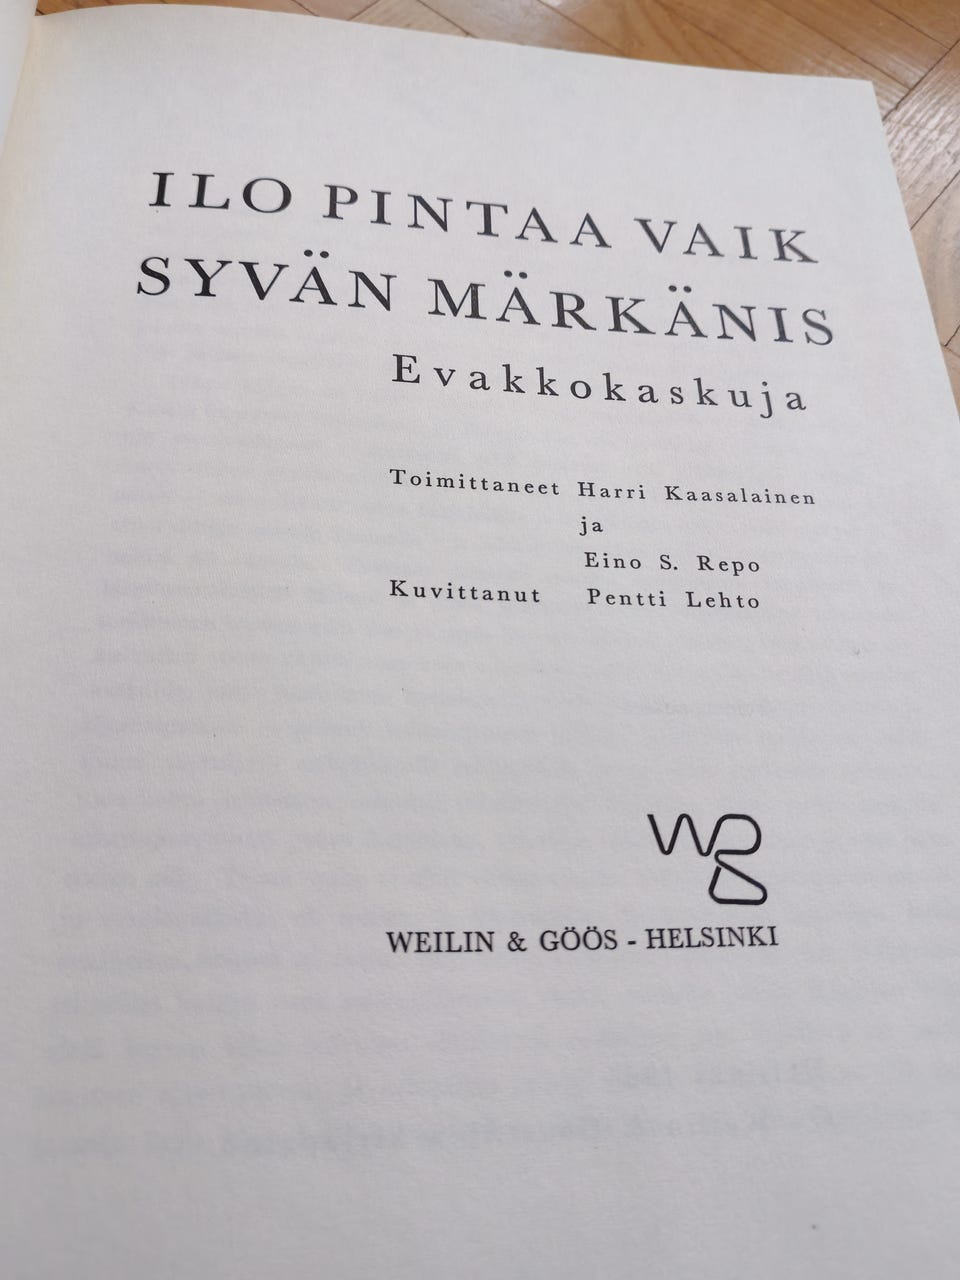 ILO PINTAA VAIK
SYVÄN MÄRKÄNIS
Evakkokaskuja
Toimittaneet Harri Kaasalainen
ja
Eino S. Repo
Kuvittanut Pentti Lehto
WEILIN & GÖÖS - HELSINKI